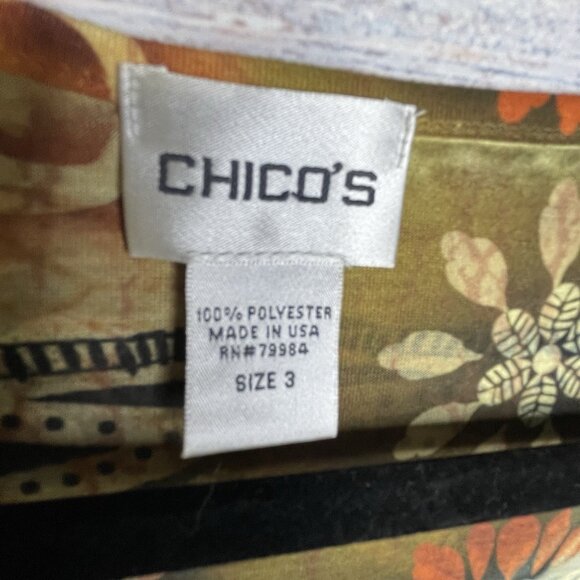 CHICO'S
100% POLYESTER
MADE IN USA
RN#79984
SIZE 3